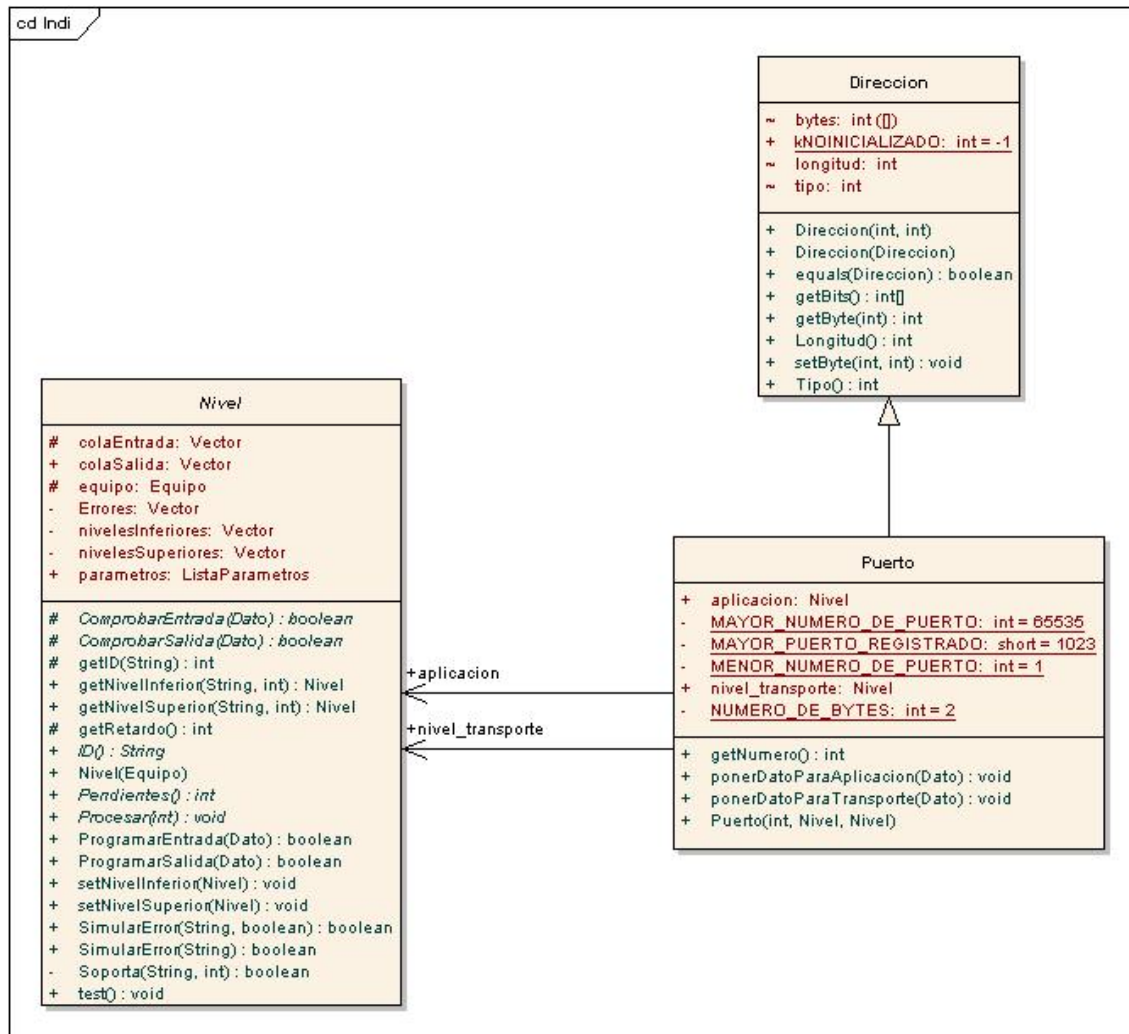 cd Indi
Direccion
~ bytes: int ([])
+ kNOINICIALIZADO: int = -1
~ longitud: int
~ tipo: int
+ Direccion(int, int)
+ Direccion(Direccion)
+ equals(Direccion) : boolean
+ getBits() : int[]
+ getByte(int) : int
+ Longitud() : int
+ setByte(int, int) : void
+ Tipo() : int
Nivel
# colaEntrada: Vector
+ colaSalida: Vector
# equipo: Equipo
- Errores: Vector
- nivelesInferiores: Vector
- nivelesSuperiores: Vector
+ parametros: ListaParametros
# ComprobarEntrada(Dato) : boolean
# ComprobarSalida(Dato) : boolean
# getID(String) : int
+ getNivelInferior(String, int) : Nivel
+ getNivelSuperior(String, int) : Nivel
# getRetardo() : int
+ ID() : String
+ Nivel(Equipo)
+ Pendientes() : int
+ Procesar(int) : void
+ ProgramarEntrada(Dato) : boolean
+ ProgramarSalida(Dato) : boolean
+ setNivelInferior(Nivel) : void
+ setNivelSuperior(Nivel) : void
+ SimularError(String, boolean) : boolean
+ SimularError(String) : boolean
- Soporta(String, int) : boolean
+ test() : void
+aplicacion
+nivel_transporte
Puerto
+ aplicacion: Nivel
- MAYOR_NUMERO_DE_PUERTO: int = 65535
- MAYOR_PUERTO_REGISTRADO: short = 1023
- MENOR_NUMERO_DE_PUERTO: int = 1
+ nivel_transporte: Nivel
- NUMERO_DE_BYTES: int = 2
+ getNumero() : int
+ ponerDatoParaAplicacion(Dato) : void
+ ponerDatoParaTransporte(Dato) : void
+ Puerto(int, Nivel, Nivel)